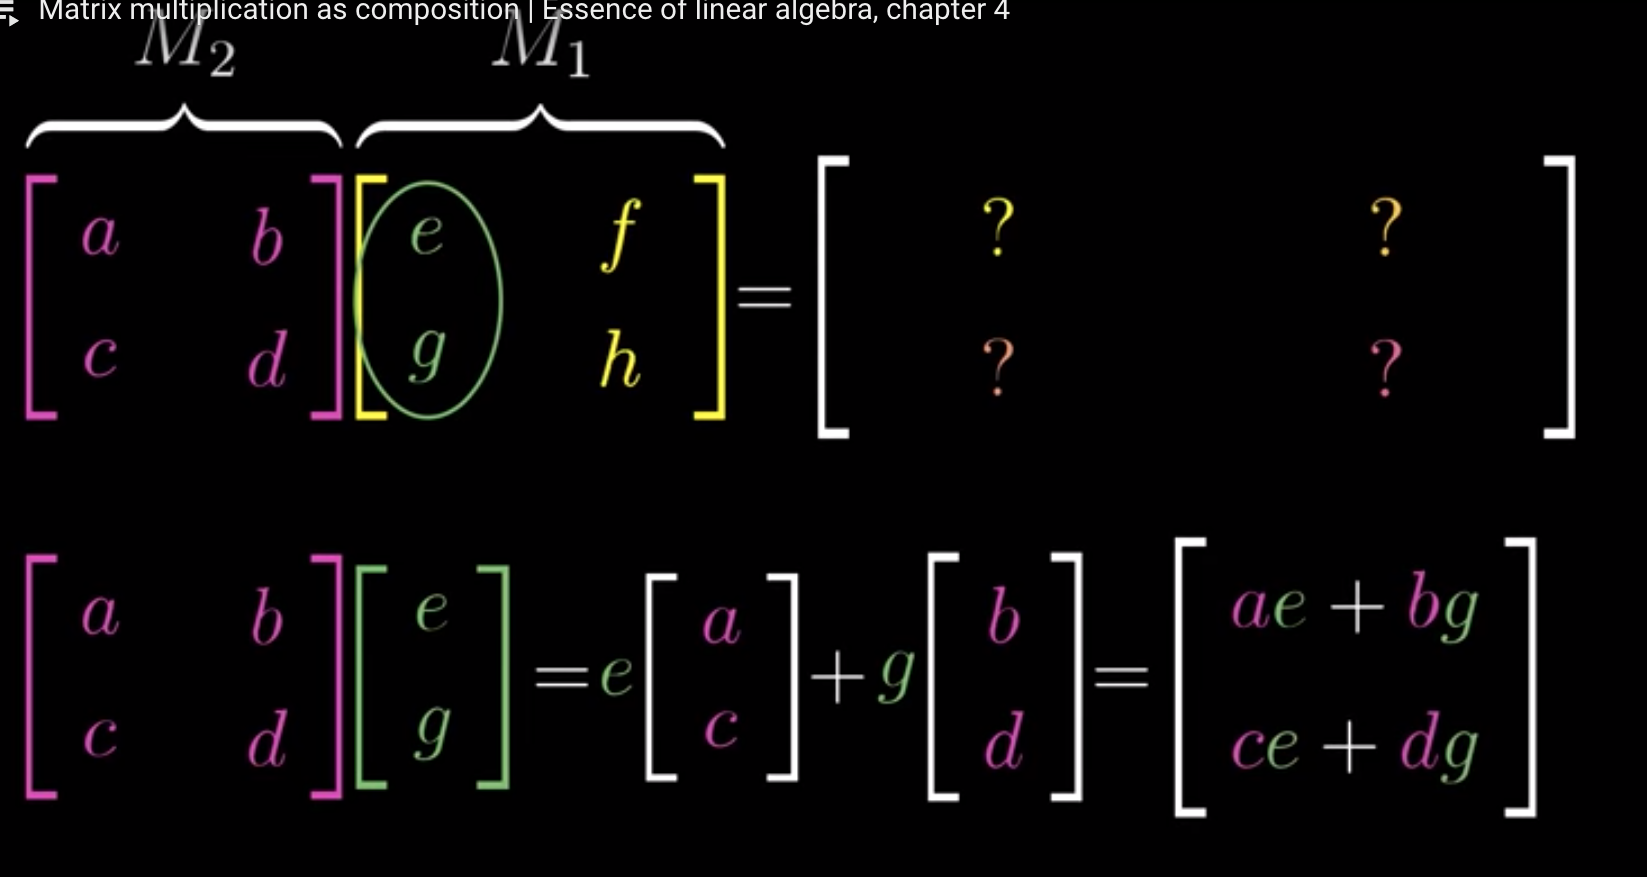 Matrix multiplication as composition | Essence of linear algebra, chapter 4
M₂ M₁
[a b] [e f] = [? ?]
[c d] [g h] [? ?]
[a b] [e] = e [a] + g [b] = [ae + bg]
[c d] [g] [c] [d] [ce + dg]